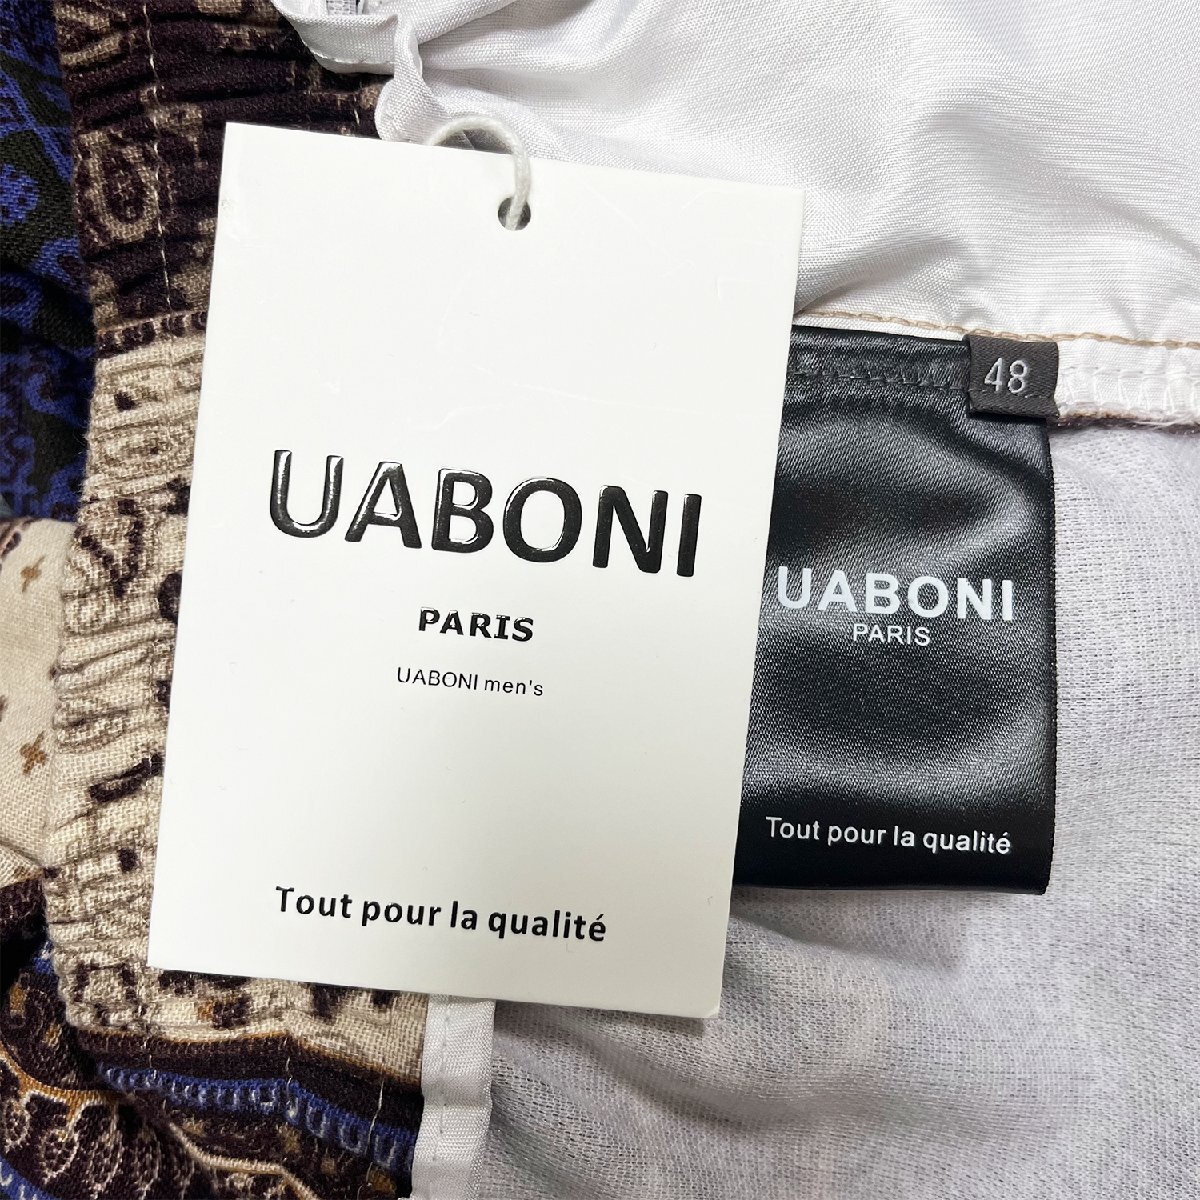 UABONI
PARIS
UABONI men's
Tout pour la qualité
48
UABONI
PARIS
Tout pour la qualité